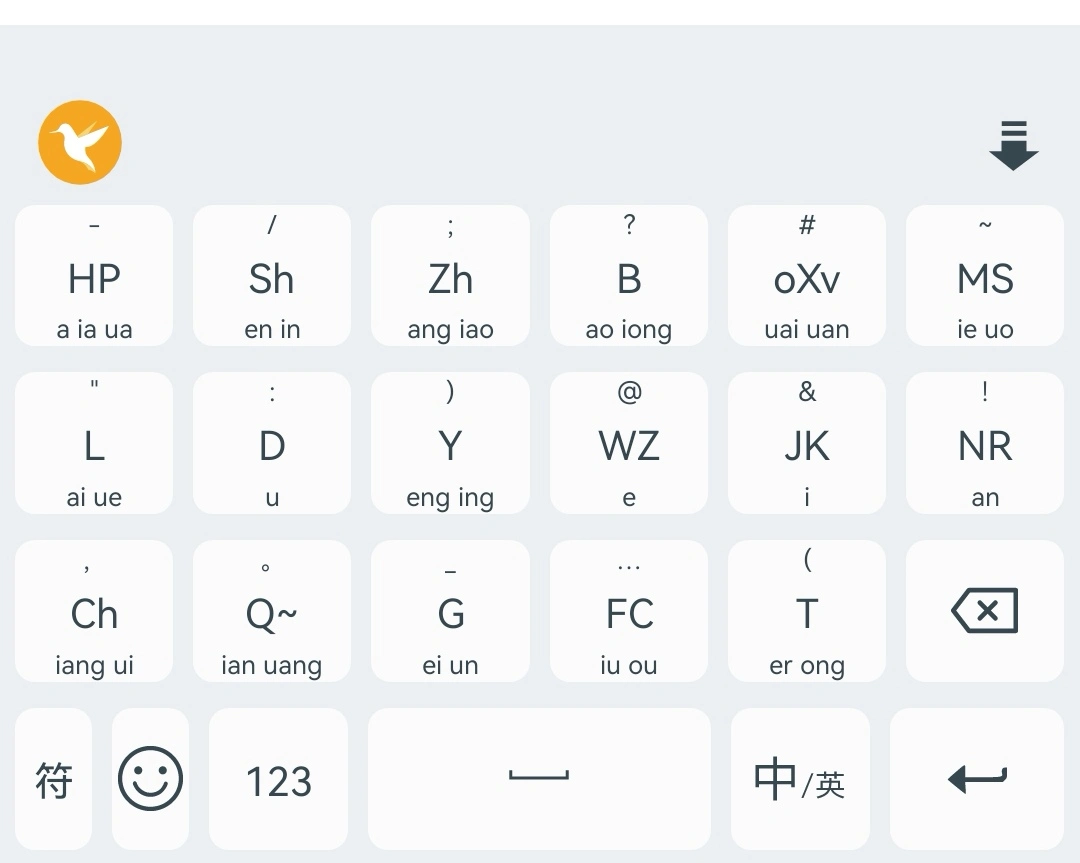 - / ; ? # ~
HP Sh Zh B oXv MS
a ia ua en in ang iao ao iong uai uan ie uo
" : ) @ & !
L D Y WZ JK NR
ai ue u eng ing e i an
, 。 _ … (
Ch Q~ G FC T
iang ui ian uang ei un iu ou er ong
符 123 中/英